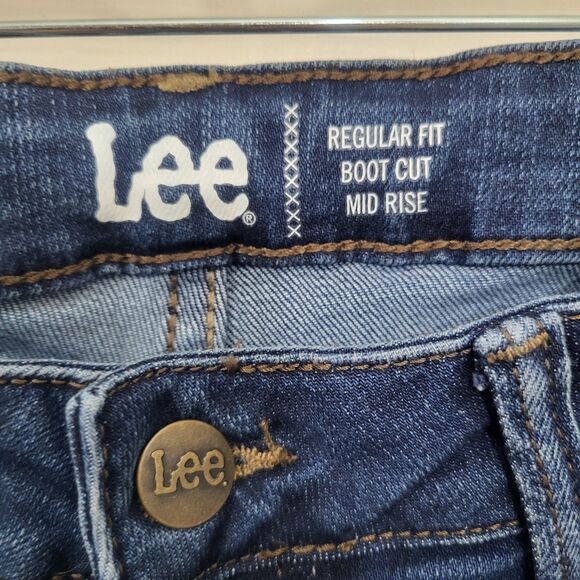 Lee®
REGULAR FIT
BOOT CUT
MID RISE
Lee.